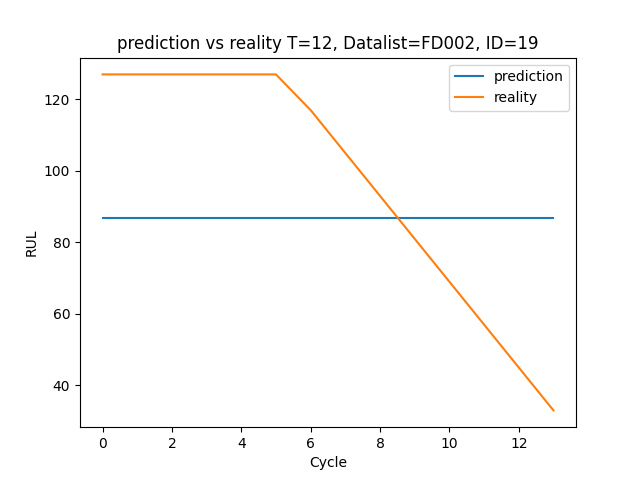 prediction vs reality T=12, Datalist=FD002, ID=19
prediction
reality
120
100
80
60
40
RUL
0 2 4 6 8 10 12
Cycle